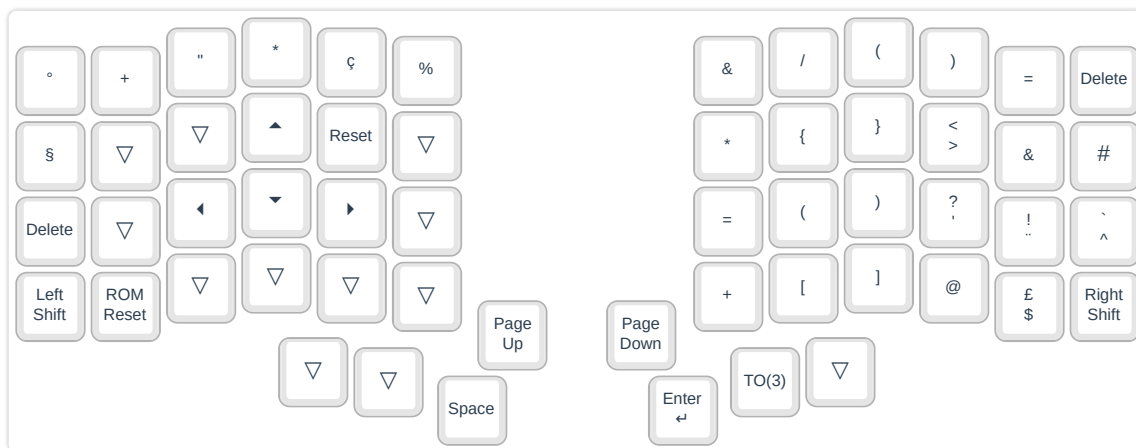 ° + " * ç % & / ( ) = Delete
§ ▽ ▽ ⏶ Reset ▽ * { } < > & #
Delete ▽ ⏴ ⏷ ⏵ ▽ = ( ) ? ' ! ¨ ` ^
Left Shift ROM Reset ▽ ▽ ▽ ▽ + [ ] @ £ $ Right Shift
Page Up Page Down
▽ ▽ Space Enter ↵ TO(3) ▽